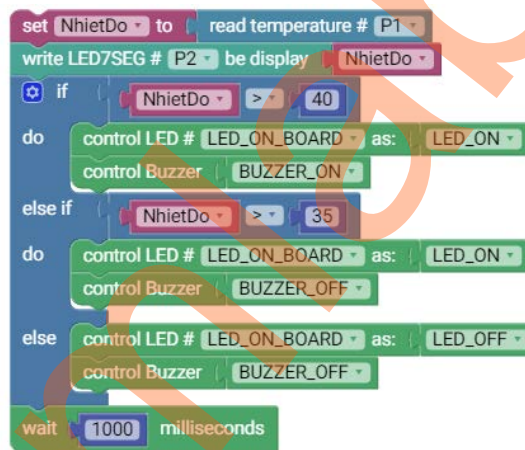 set NhietDo to read temperature # P1
write LED7SEG # P2 be display NhietDo
if NhietDo > 40
do control LED # LED_ON_BOARD as: LED_ON
control Buzzer BUZZER_ON
else if NhietDo > 35
do control LED # LED_ON_BOARD as: LED_ON
control Buzzer BUZZER_OFF
else control LED # LED_ON_BOARD as: LED_OFF
control Buzzer BUZZER_OFF
wait 1000 milliseconds